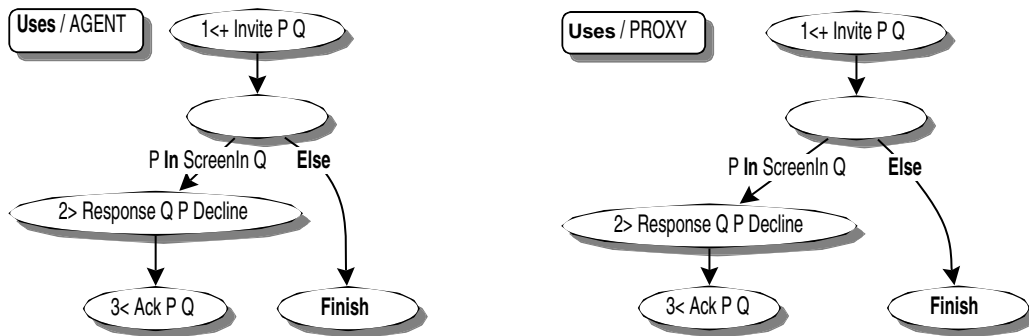 Uses / AGENT
1<+ Invite P Q
P In ScreenIn Q
Else
2> Response Q P Decline
3< Ack P Q
Finish
Uses / PROXY
1<+ Invite P Q
P In ScreenIn Q
Else
2> Response Q P Decline
3< Ack P Q
Finish